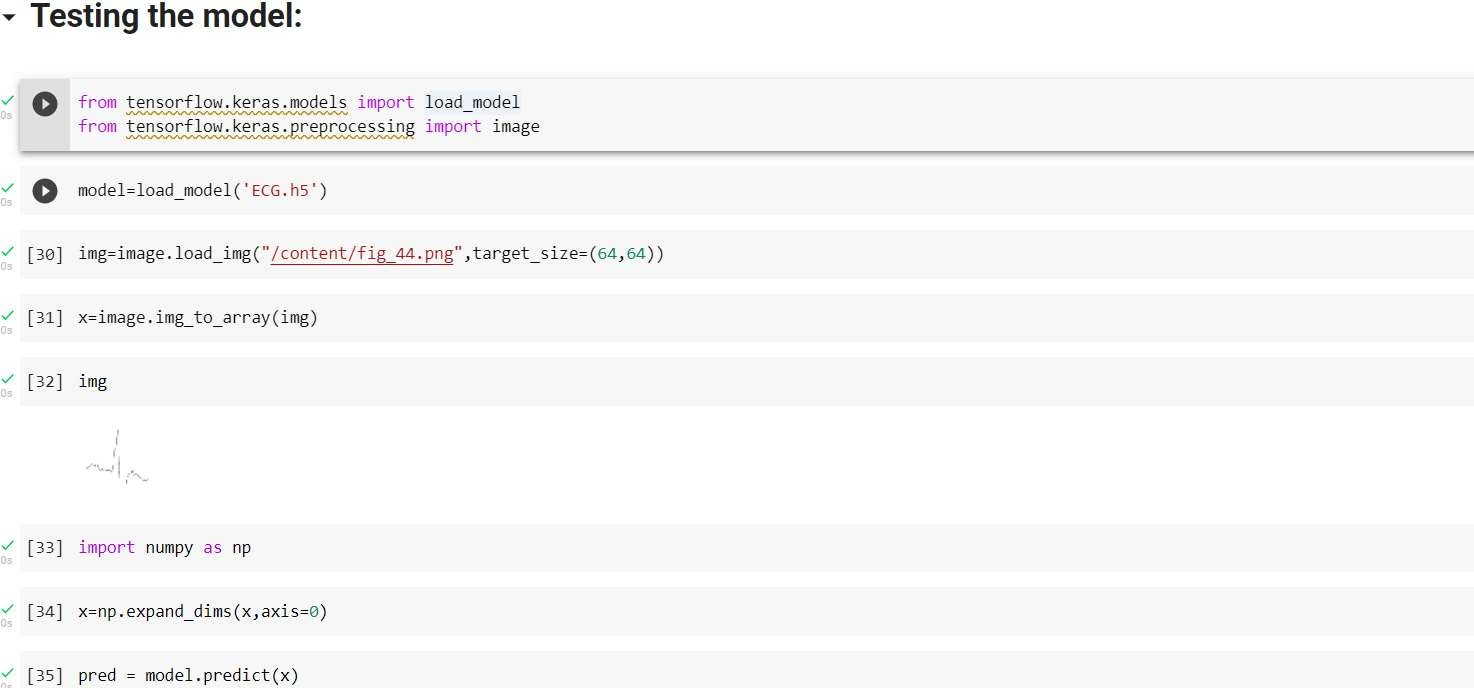 Testing the model:
0s
from tensorflow.keras.models import load_model
from tensorflow.keras.preprocessing import image
0s
model=load_model('ECG.h5')
0s
[30] img=image.load_img("/content/fig_44.png",target_size=(64,64))
0s
[31] x=image.img_to_array(img)
0s
[32] img
0s
[33] import numpy as np
0s
[34] x=np.expand_dims(x,axis=0)
0s
[35] pred = model.predict(x)
0s